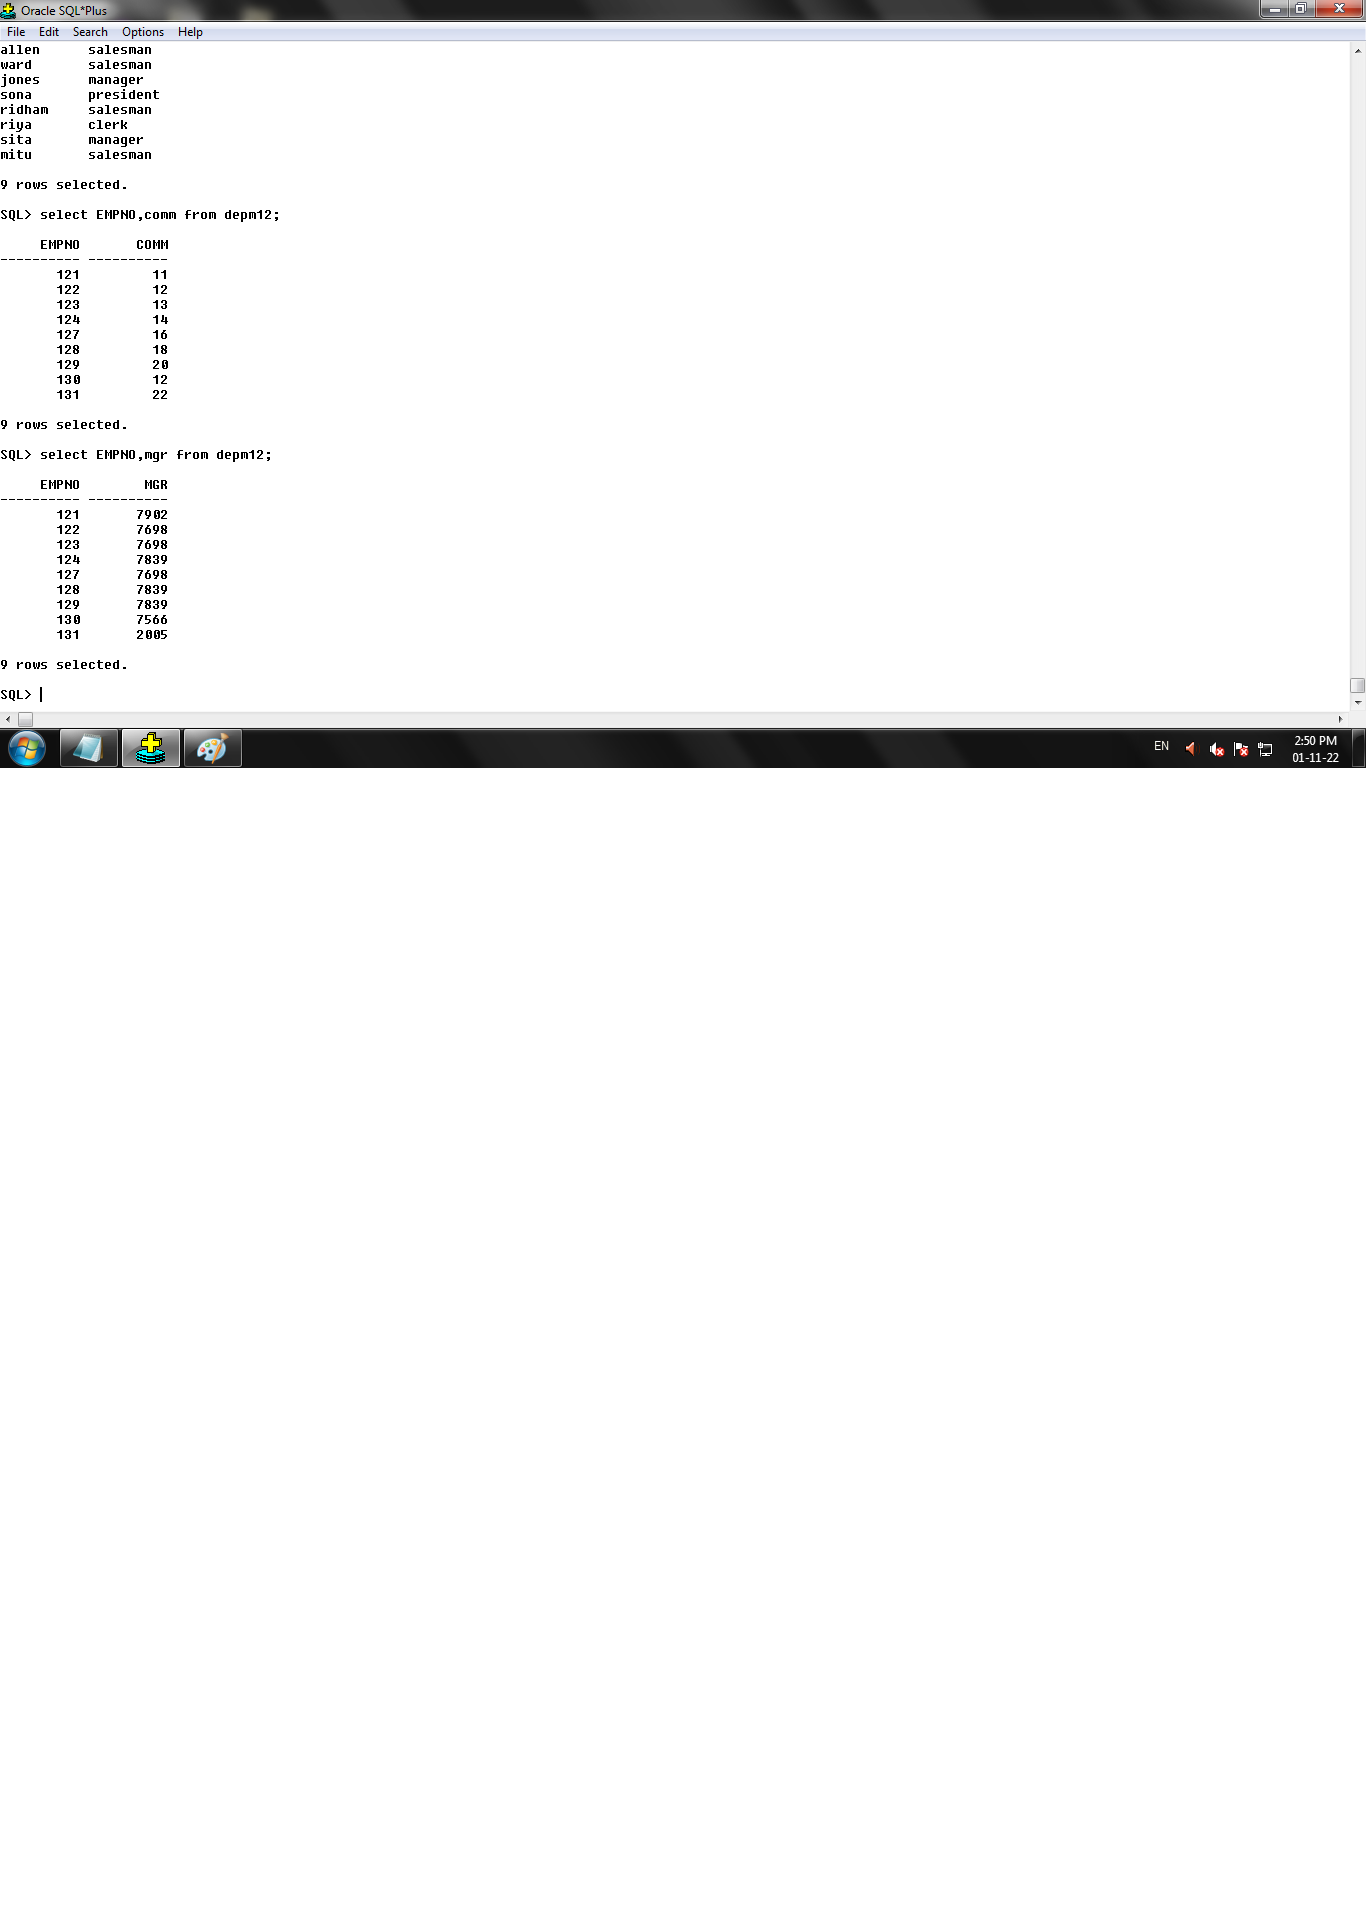 Oracle SQL*Plus
File Edit Search Options Help
allen      salesman
ward       salesman
jones      manager
sona       president
ridham     salesman
riya       clerk
sita       manager
mitu       salesman
9 rows selected.
SQL> select EMPNO,comm from depm12;
     EMPNO       COMM
---------- ----------
       121         11
       122         12
       123         13
       124         14
       127         16
       128         18
       129         20
       130         12
       131         22
9 rows selected.
SQL> select EMPNO,mgr from depm12;
     EMPNO        MGR
---------- ----------
       121       7902
       122       7698
       123       7698
       124       7839
       127       7698
       128       7839
       129       7839
       130       7566
       131       2005
9 rows selected.
SQL>
EN
2:50 PM
01-11-22